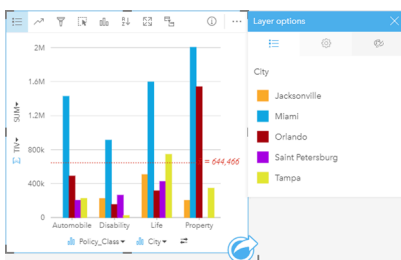 Layer options
2M
1.6M
1.2M
800k
400k
0
SUM
TIV
= 644,466
Automobile Disability Life Property
Policy_Class City
City
Jacksonville
Miami
Orlando
Saint Petersburg
Tampa